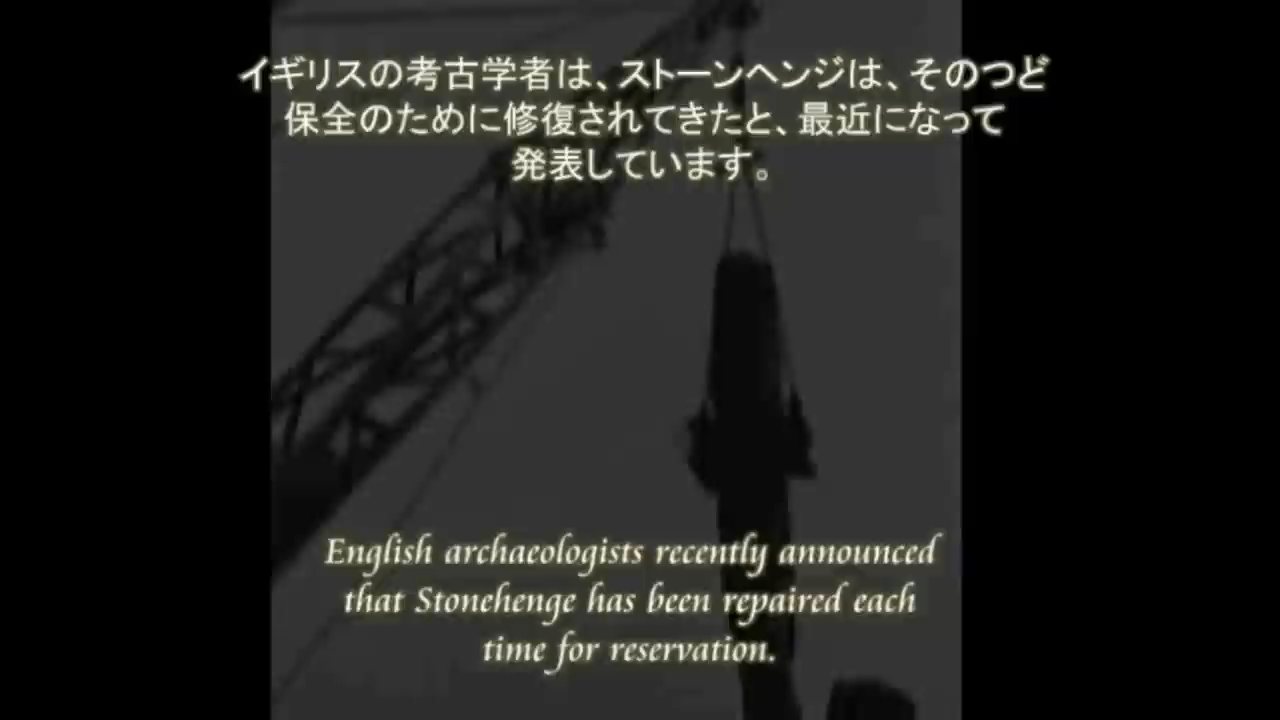 イギリスの考古学者は、ストーンヘンジは、そのつど
保全のために修復されてきたと、最近になって
発表しています。
English archaeologists recently announced
that Stonehenge has been repaired each
time for reservation.